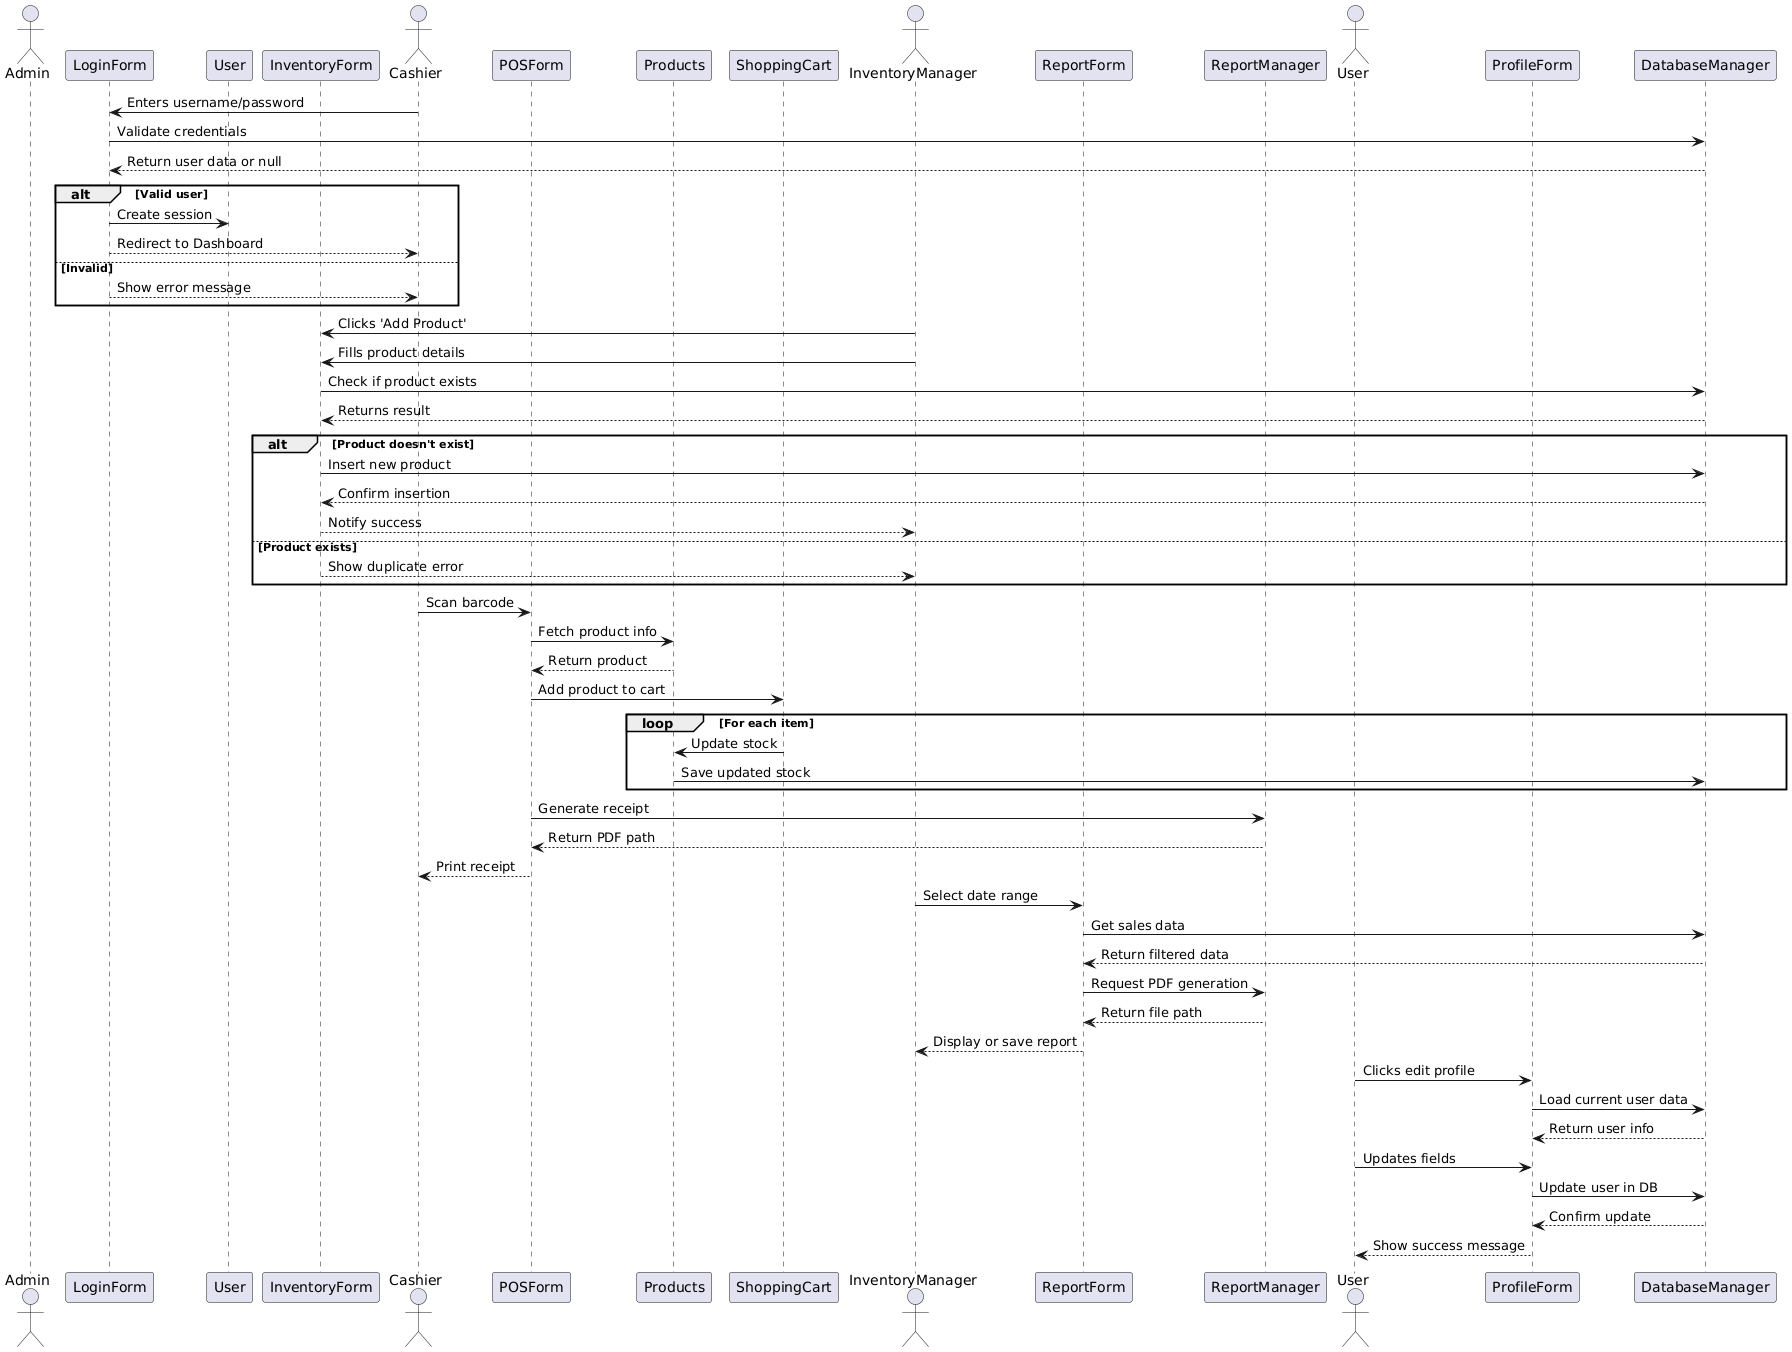 Admin
LoginForm
User
InventoryForm
Cashier
POSForm
Products
ShoppingCart
InventoryManager
ReportForm
ReportManager
User
ProfileForm
DatabaseManager
Enters username/password
Validate credentials
Return user data or null
alt [Valid user]
Create session
Redirect to Dashboard
[Invalid]
Show error message
Clicks 'Add Product'
Fills product details
Check if product exists
Returns result
alt [Product doesn't exist]
Insert new product
Confirm insertion
Notify success
[Product exists]
Show duplicate error
Scan barcode
Fetch product info
Return product
Add product to cart
loop [For each item]
Update stock
Save updated stock
Generate receipt
Return PDF path
Print receipt
Select date range
Get sales data
Return filtered data
Request PDF generation
Return file path
Display or save report
Clicks edit profile
Load current user data
Return user info
Updates fields
Update user in DB
Confirm update
Show success message
Admin
LoginForm
User
InventoryForm
Cashier
POSForm
Products
ShoppingCart
InventoryManager
ReportForm
ReportManager
User
ProfileForm
DatabaseManager